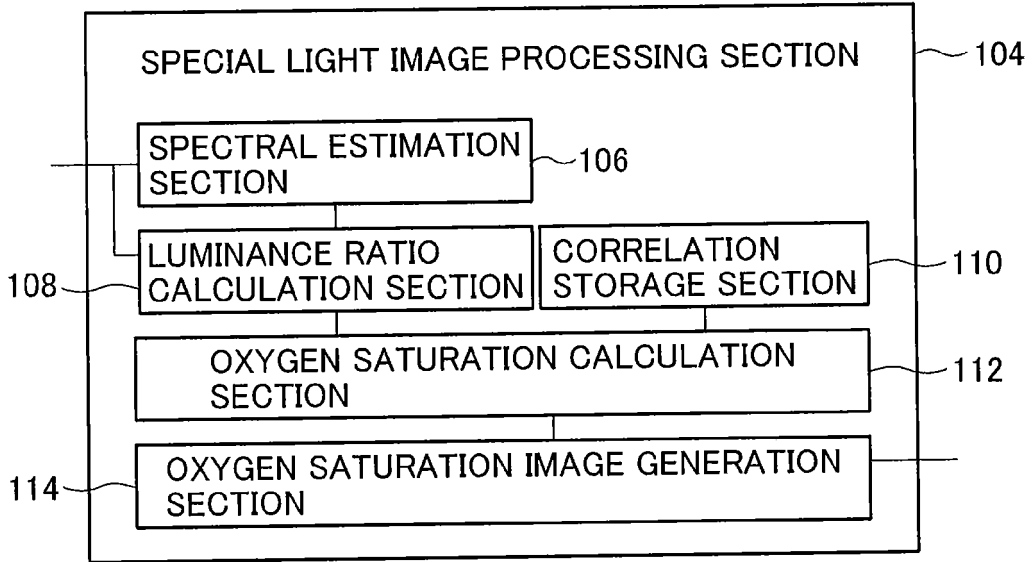 SPECIAL LIGHT IMAGE PROCESSING SECTION
104
SPECTRAL ESTIMATION
SECTION
106
LUMINANCE RATIO
CALCULATION SECTION
108
CORRELATION
STORAGE SECTION
110
OXYGEN SATURATION CALCULATION
SECTION
112
OXYGEN SATURATION IMAGE GENERATION
SECTION
114